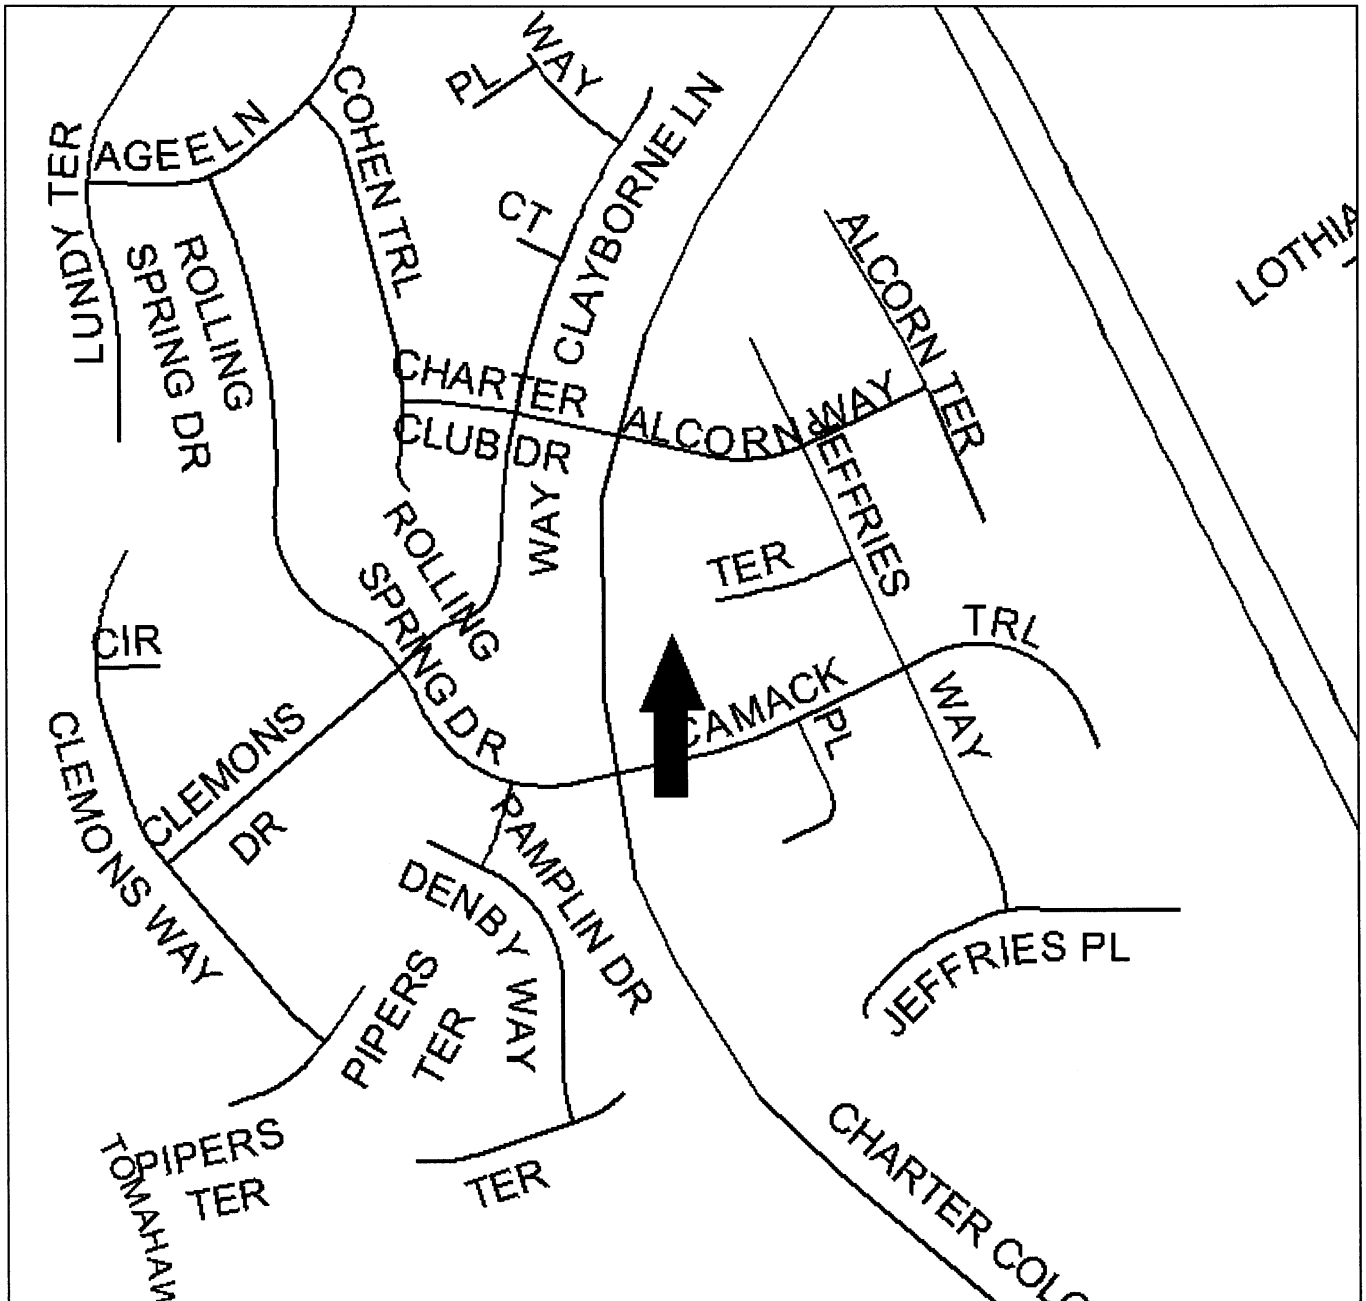 WAY
PL
COHEN TRL
CLAYBORNE LN
AGEE LN
LUNDY TER
CT
ROLLING
SPRING DR
ALCORN TER
LOTHIA
CHARTER
CLUB DR
ALCORN WAY
JEFFRIES
WAY
WAY
ROLLING
SPRING DR
TER
TRL
CIR
CAMACK
PL
CLEMONS
DR
CLEMONS WAY
PAMPLIN DR
DENBY WAY
JEFFRIES PL
PIPERS
TER
PIPERS
TER
TER
TOMAHAW
CHARTER COLO